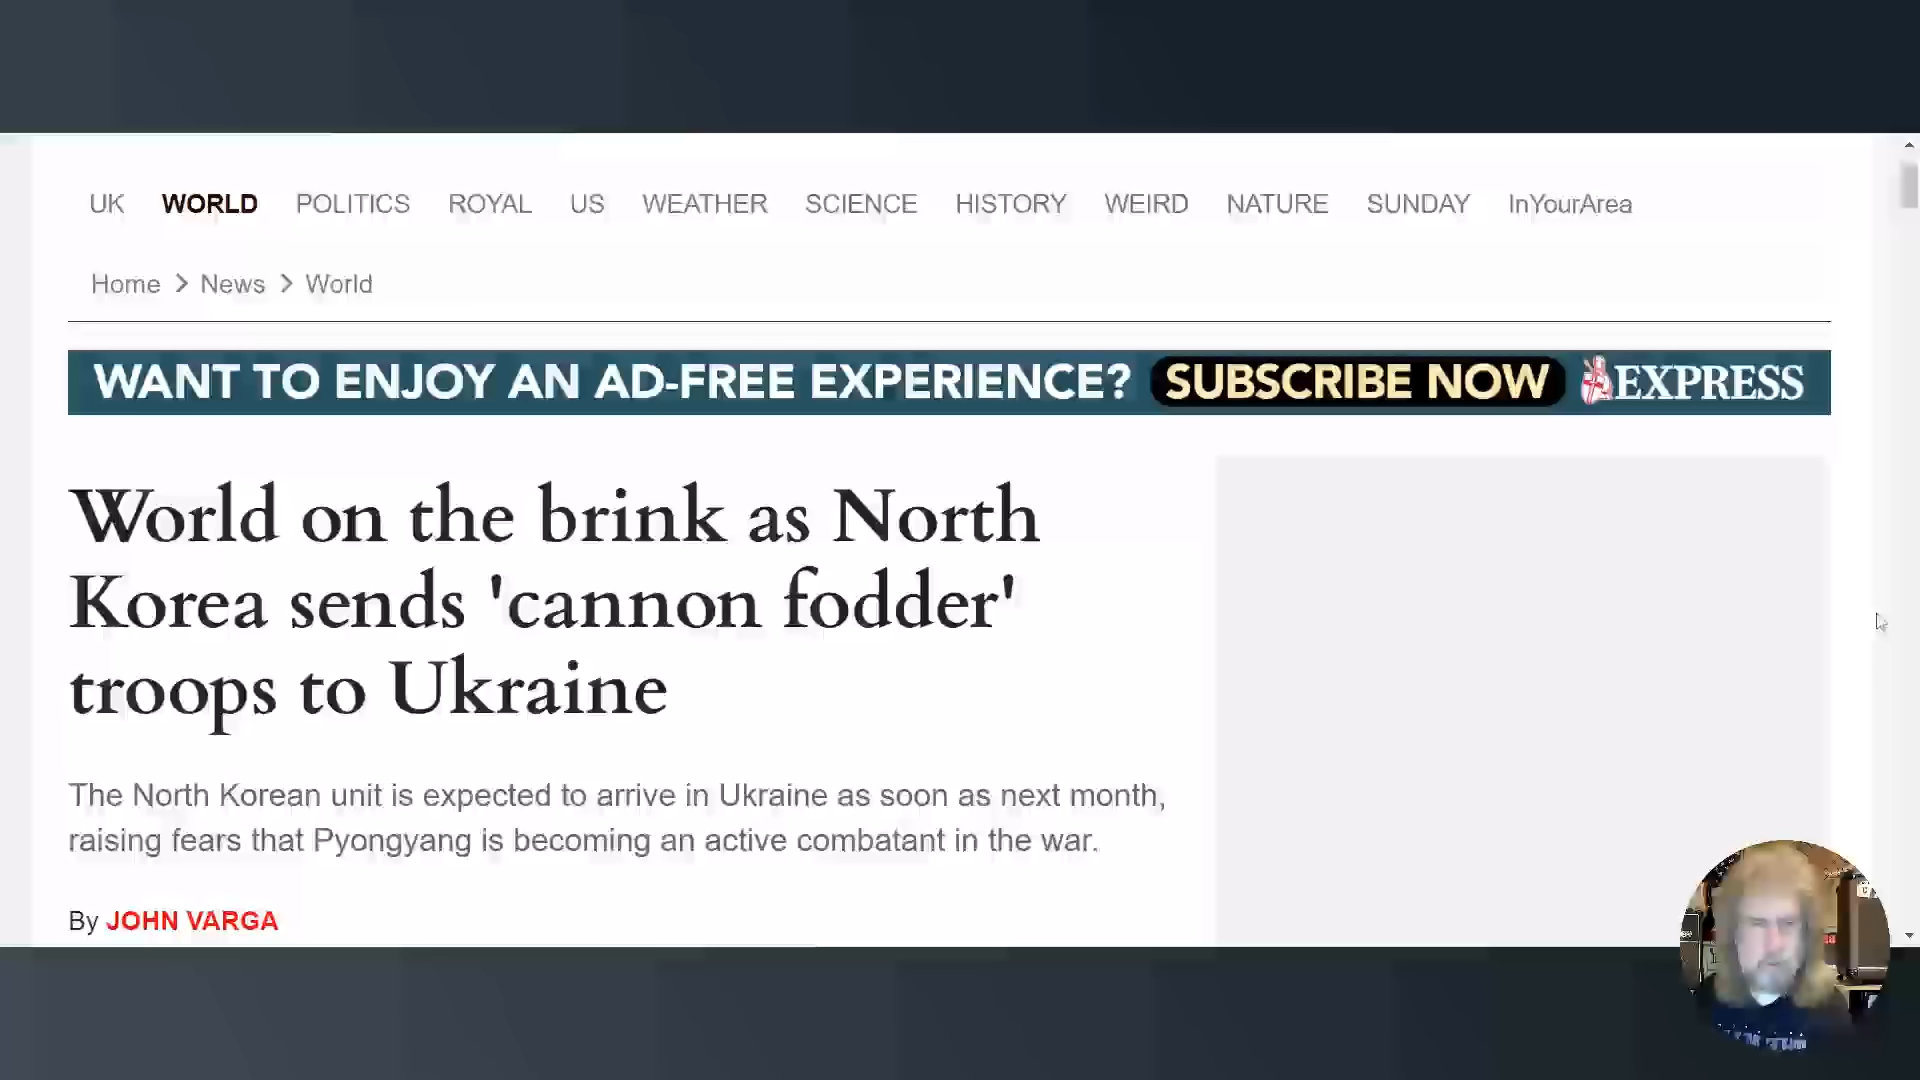 UK WORLD POLITICS ROYAL US WEATHER SCIENCE HISTORY WEIRD NATURE SUNDAY InYourArea
Home > News > World
WANT TO ENJOY AN AD-FREE EXPERIENCE? SUBSCRIBE NOW EXPRESS
World on the brink as North
Korea sends 'cannon fodder'
troops to Ukraine
The North Korean unit is expected to arrive in Ukraine as soon as next month,
raising fears that Pyongyang is becoming an active combatant in the war.
By JOHN VARGA